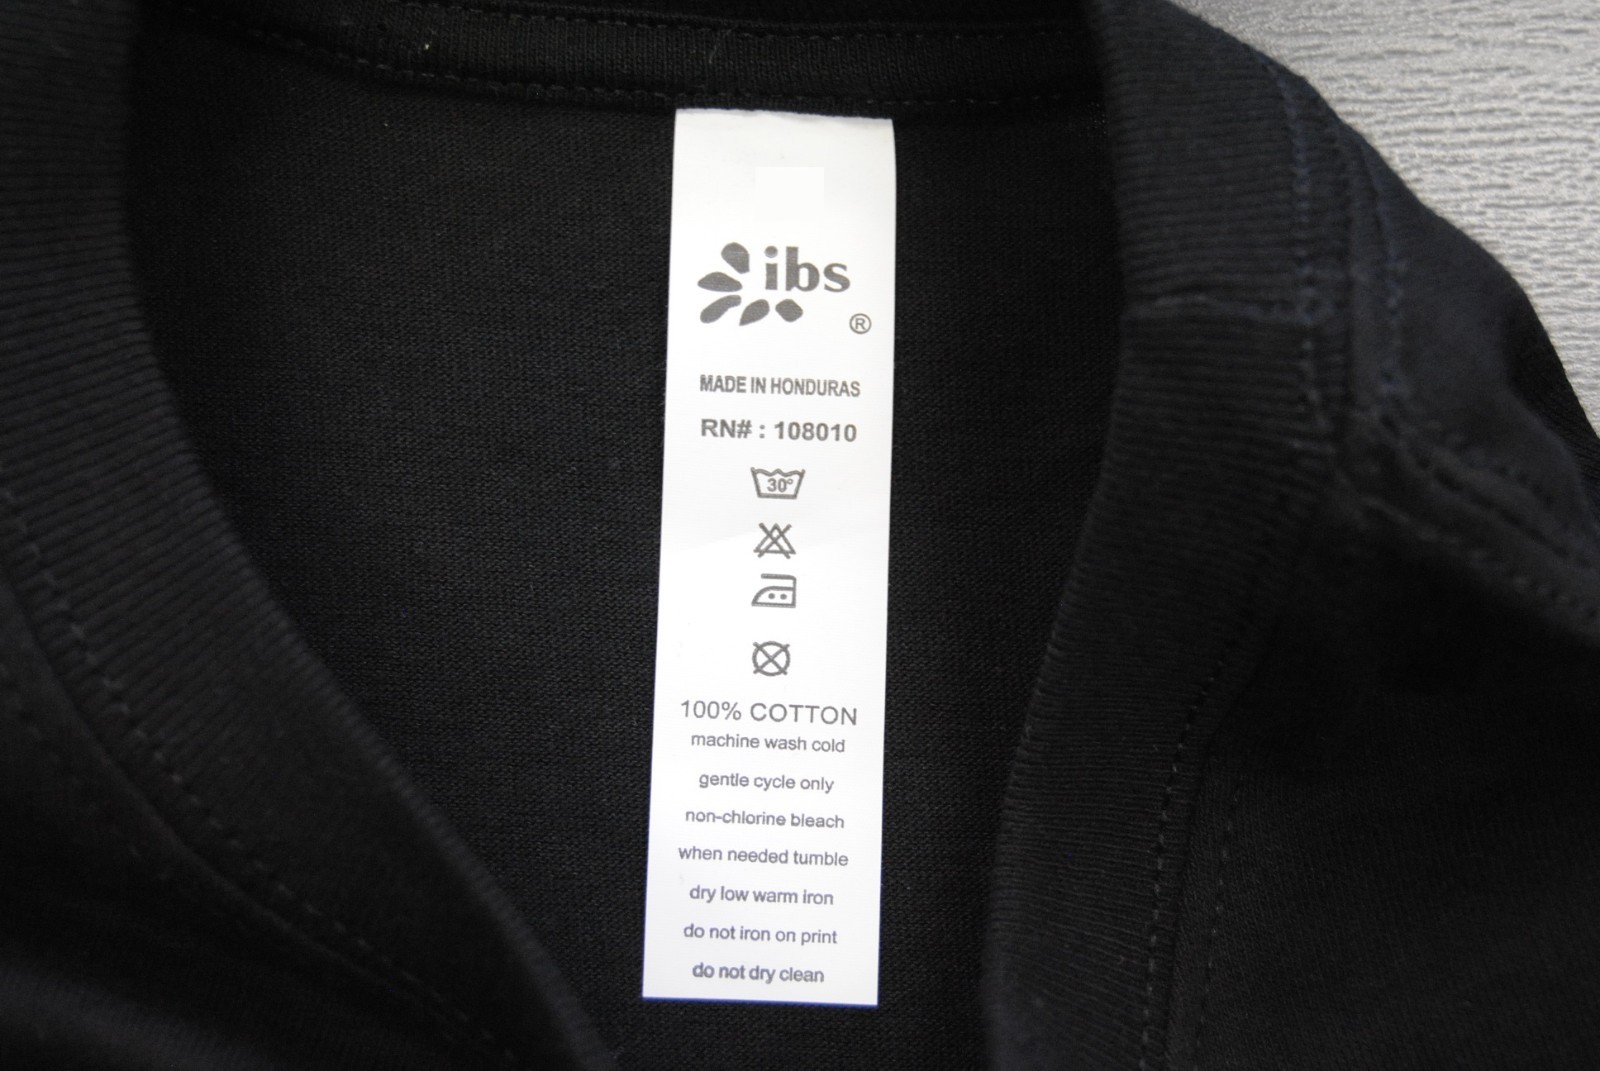 ibs
®
MADE IN HONDURAS
RN# : 108010
30°
100% COTTON
machine wash cold
gentle cycle only
non-chlorine bleach
when needed tumble
dry low warm iron
do not iron on print
do not dry clean